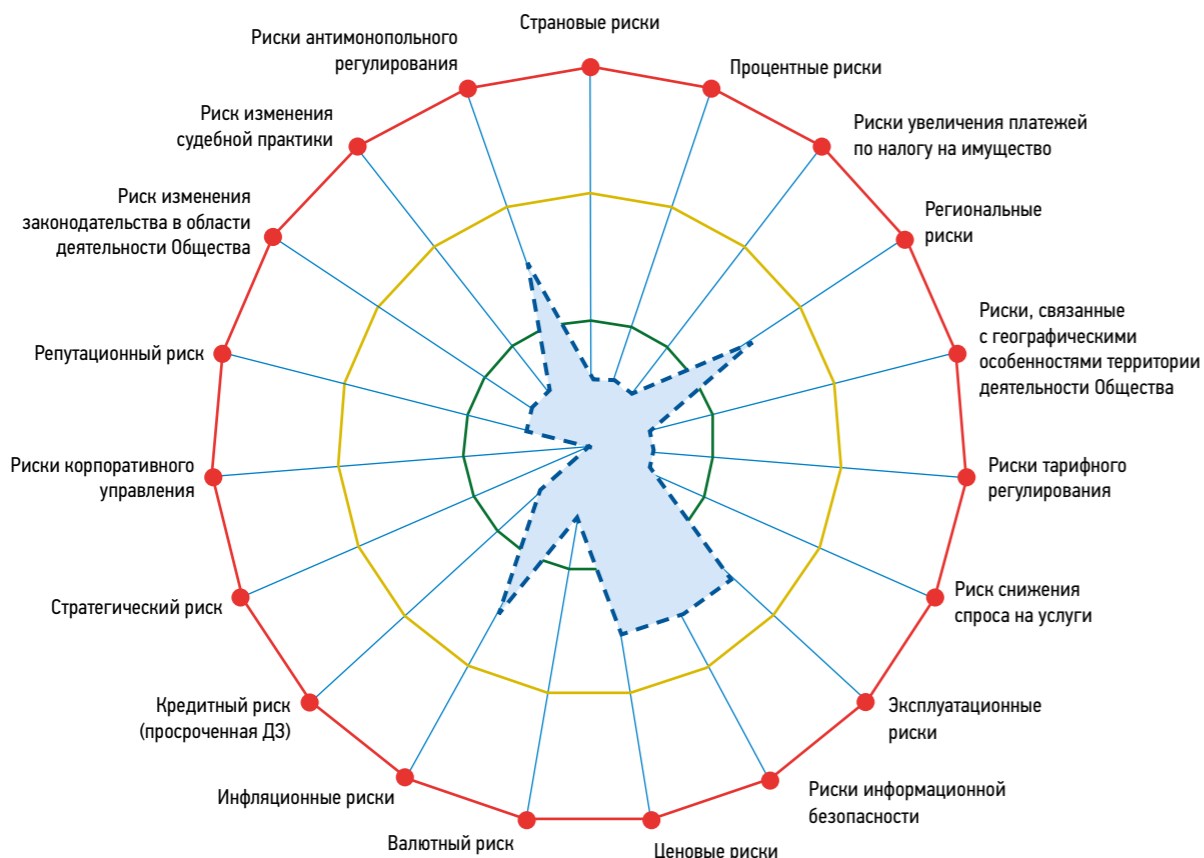 Страновые риски
Процентные риски
Риски увеличения платежей
по налогу на имущество
Региональные
риски
Риски, связанные
с географическими
особенностями территории
деятельности Общества
Риски тарифного
регулирования
Риск снижения
спроса на услуги
Эксплуатационные
риски
Риски информационной
безопасности
Ценовые риски
Валютный риск
Инфляционные риски
Кредитный риск
(просроченная ДЗ)
Стратегический риск
Риски корпоративного
управления
Репутационный риск
Риск изменения
законодательства в области
деятельности Общества
Риск изменения
судебной практики
Риски антимонопольного
регулирования